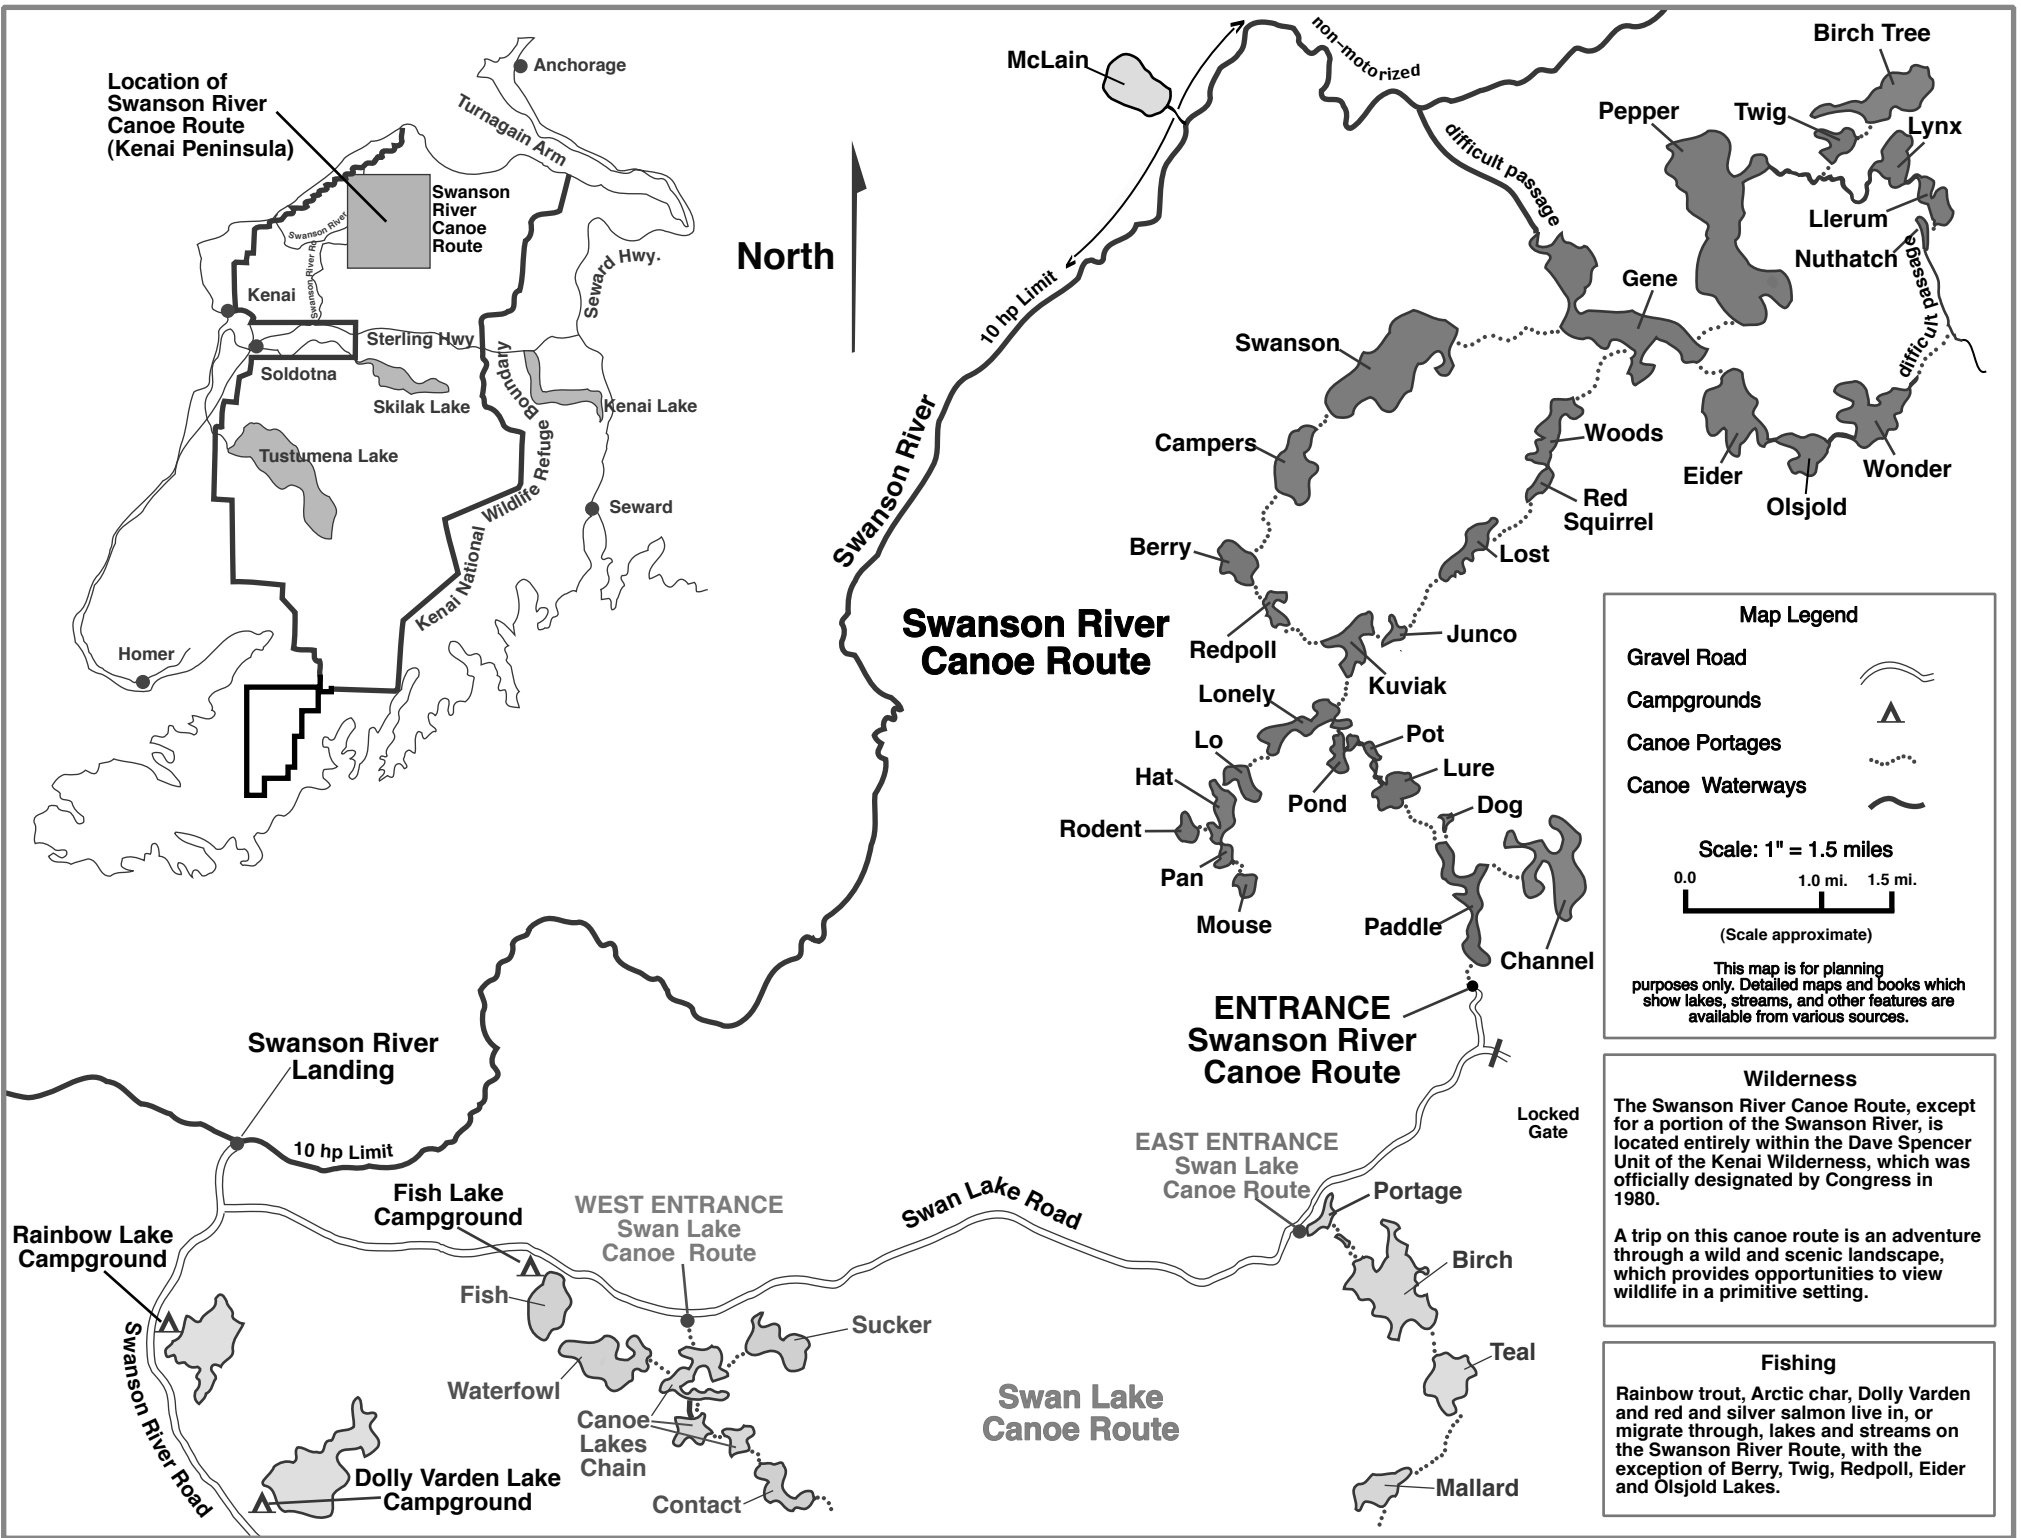 Location of
Swanson River
Canoe Route
(Kenai Peninsula)
Anchorage
Turnagain Arm
Swanson
River
Canoe
Route
Swanson River
Swanson River Rd
Seward Hwy.
Kenai
Sterling Hwy
Soldotna
Skilak Lake
Kenai Lake
Tustumena Lake
Kenai National Wildlife Refuge Boundary
Seward
Homer
North
McLain
non-motorized
difficult passage
10 hp Limit
Swanson River
Birch Tree
Pepper
Twig
Lynx
Llerum
Nuthatch
difficult passage
Gene
Swanson
Campers
Woods
Eider
Wonder
Olsjold
Red
Squirrel
Berry
Lost
Redpoll
Junco
Kuviak
Lonely
Lo
Pot
Hat
Lure
Pond
Dog
Rodent
Pan
Mouse
Paddle
Channel
Swanson River
Canoe Route
ENTRANCE
Swanson River
Canoe Route
Locked
Gate
Swanson River
Landing
10 hp Limit
EAST ENTRANCE
Swan Lake
Canoe Route
Portage
Birch
Teal
Mallard
Swan Lake Road
Fish Lake
Campground
WEST ENTRANCE
Swan Lake
Canoe Route
Rainbow Lake
Campground
Fish
Sucker
Waterfowl
Canoe
Lakes
Chain
Contact
Swan Lake
Canoe Route
Swanson River Road
Dolly Varden Lake
Campground
Map Legend
Gravel Road
Campgrounds
Canoe Portages
Canoe Waterways
Scale: 1" = 1.5 miles
0.0 1.0 mi. 1.5 mi.
(Scale approximate)
This map is for planning
purposes only. Detailed maps and books which
show lakes, streams, and other features are
available from various sources.
Wilderness
The Swanson River Canoe Route, except
for a portion of the Swanson River, is
located entirely within the Dave Spencer
Unit of the Kenai Wilderness, which was
officially designated by Congress in
1980.
A trip on this canoe route is an adventure
through a wild and scenic landscape,
which provides opportunities to view
wildlife in a primitive setting.
Fishing
Rainbow trout, Arctic char, Dolly Varden
and red and silver salmon live in, or
migrate through, lakes and streams on
the Swanson River Route, with the
exception of Berry, Twig, Redpoll, Eider
and Olsjold Lakes.